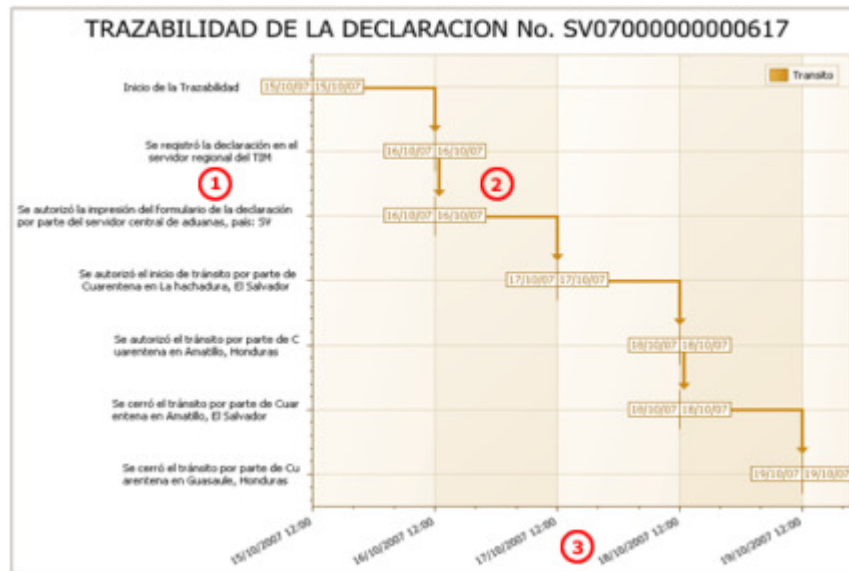 TRAZABILIDAD DE LA DECLARACION No. SV07000000000617
Transito
Inicio de la Trazabilidad
15/10/07 15/10/07
Se registró la declaración en el
servidor regional del TIM
16/10/07 16/10/07
1
2
Se autorizó la impresión del formulario de la declaración
por parte del servidor central de aduanas, país: SV
16/10/07 16/10/07
Se autorizó el inicio de tránsito por parte de
Cuarentena en La hachadura, El Salvador
17/10/07 17/10/07
Se autorizó el tránsito por parte de C
uarentena en Amatillo, Honduras
18/10/07 18/10/07
Se cerró el tránsito por parte de Cuar
entena en Amatillo, El Salvador
18/10/07 18/10/07
Se cerró el tránsito por parte de Cu
arentena en Guasaule, Honduras
19/10/07 19/10/07
15/10/2007 12:00
16/10/2007 12:00
17/10/2007 12:00
3
18/10/2007 12:00
19/10/2007 12:00